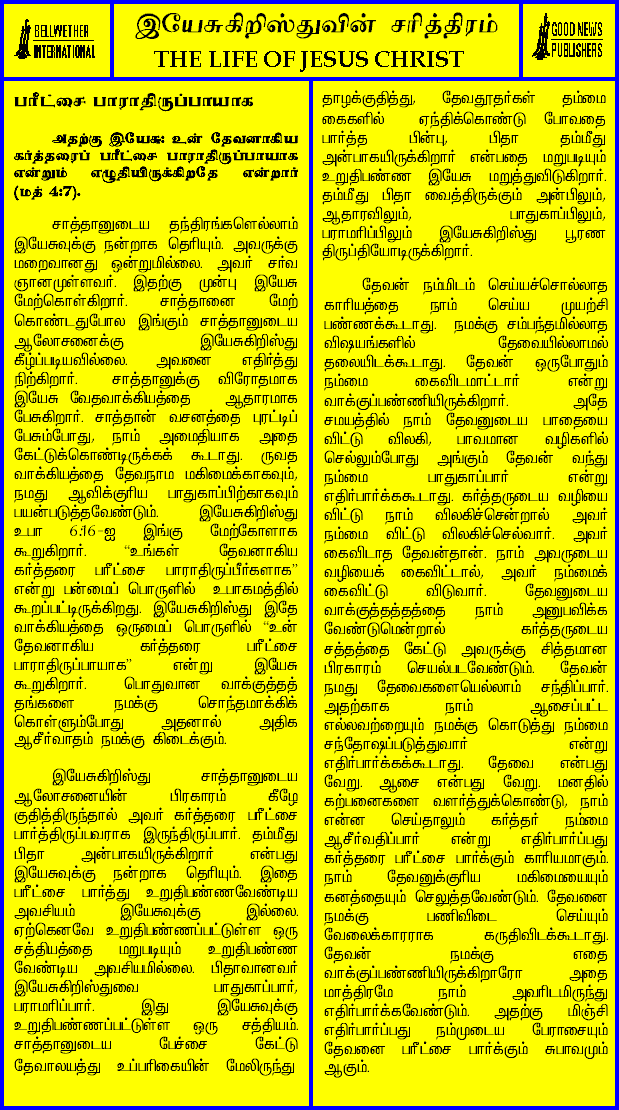 BELLWETHER
INTERNATIONAL
இயேசுகிறிஸ்துவின் சரித்திரம்
THE LIFE OF JESUS CHRIST
GOOD NEWS
PUBLISHERS
பரீட்சை பாராதிருப்பாயாக
அதற்கு இயேசு: உன் தேவனாகிய
கர்த்தரைப் பரீட்சை பாராதிருப்பாயாக
என்றும் எழுதியிருக்கிறதே என்றார்
(மத் 4:7).
சாத்தானுடைய தந்திரங்களெல்லாம்
இயேசுவுக்கு நன்றாக தெரியும். அவருக்கு
மறைவானது ஒன்றுமில்லை. அவர் சர்வ
ஞானமுள்ளவர். இதற்கு முன்பு இயேசு
மேற்கொள்கிறார். சாத்தானை மேற்
கொண்டதுபோல இங்கும் சாத்தானுடைய
ஆலோசனைக்கு இயேசுகிறிஸ்து
கீழ்ப்படியவில்லை. அவனை எதிர்த்து
நிற்கிறார். சாத்தானுக்கு விரோதமாக
இயேசு வேதவாக்கியத்தை ஆதாரமாக
பேசுகிறார். சாத்தான் வசனத்தை புரட்டிப்
பேசும்போது, நாம் அமைதியாக அதை
கேட்டுக்கொண்டிருக்கக் கூடாது. ருவத
வாக்கியத்தை தேவநாம மகிமைக்காகவும்,
நமது ஆவிக்குரிய பாதுகாப்பிற்காகவும்
பயன்படுத்தவேண்டும். இயேசுகிறிஸ்து
உபா 6:16-ஐ இங்கு மேற்கோளாக
கூறுகிறார். “உங்கள் தேவனாகிய
கர்த்தரை பரீட்சை பாராதிருப்பீர்களாக”
என்று பன்மைப் பொருளில் உபாகமத்தில்
கூறப்பட்டிருக்கிறது. இயேசுகிறிஸ்து இதே
வாக்கியத்தை ஒருமைப் பொருளில் “உன்
தேவனாகிய கர்த்தரை பரீட்சை
பாராதிருப்பாயாக” என்று இயேசு
கூறுகிறார். பொதுவான வாக்குத்தத்
தங்களை நமக்கு சொந்தமாக்கிக்
கொள்ளும்போது அதனால் அதிக
ஆசீர்வாதம் நமக்கு கிடைக்கும்.
இயேசுகிறிஸ்து சாத்தானுடைய
ஆலோசனையின் பிரகாரம் கீழே
குதித்திருந்தால் அவர் கர்த்தரை பரீட்சை
பார்த்திருப்பவராக இருந்திருப்பார். தம்மீது
பிதா அன்பாகயிருக்கிறார் என்பது
இயேசுவுக்கு நன்றாக தெரியும். இதை
பரீட்சை பார்த்து உறுதிபண்ணவேண்டிய
அவசியம் இயேசுவுக்கு இல்லை.
ஏற்கெனவே உறுதிபண்ணப்பட்டுள்ள ஒரு
சத்தியத்தை மறுபடியும் உறுதிபண்ண
வேண்டிய அவசியமில்லை. பிதாவானவர்
இயேசுகிறிஸ்துவை பாதுகாப்பார்,
பராமரிப்பார். இது இயேசுவுக்கு
உறுதிபண்ணப்பட்டுள்ள ஒரு சத்தியம்.
சாத்தானுடைய பேச்சை கேட்டு
தேவாலயத்து உப்பரிகையின் மேலிருந்து
தாழக்குதித்து, தேவதூதர்கள் தம்மை
கைகளில் ஏந்திக்கொண்டு போவதை
பார்த்த பின்பு, பிதா தம்மீது
அன்பாகயிருக்கிறார் என்பதை மறுபடியும்
உறுதிபண்ண இயேசு மறுத்துவிடுகிறார்.
தம்மீது பிதா வைத்திருக்கும் அன்பிலும்,
ஆதாரவிலும், பாதுகாப்பிலும்,
பராமரிப்பிலும் இயேசுகிறிஸ்து பூரண
திருப்தியோடிருக்கிறார்.
தேவன் நம்மிடம் செய்யச்சொல்லாத
காரியத்தை நாம் செய்ய முயற்சி
பண்ணக்கூடாது. நமக்கு சம்பந்தமில்லாத
விஷயங்களில் தேவையில்லாமல்
தலையிடக்கூடாது. தேவன் ஒருபோதும்
நம்மை கைவிடமாட்டார் என்று
வாக்குப்பண்ணியிருக்கிறார். அதே
சமயத்தில் நாம் தேவனுடைய பாதையை
விட்டு விலகி, பாவமான வழிகளில்
செல்லும்போது அங்கும் தேவன் வந்து
நம்மை பாதுகாப்பார் என்று
எதிர்பார்க்ககூடாது. கர்த்தருடைய வழியை
விட்டு நாம் விலகிச்சென்றால் அவர்
நம்மை விட்டு விலகிச்செல்வார். அவர்
கைவிடாத தேவன்தான். நாம் அவருடைய
வழியைக் கைவிட்டால், அவர் நம்மைக்
கைவிட்டு விடுவார். தேவனுடைய
வாக்குத்தத்தத்தை நாம் அனுபவிக்க
வேண்டுமென்றால் கர்த்தருடைய
சத்தத்தை கேட்டு அவருக்கு சித்தமான
பிரகாரம் செயல்படவேண்டும். தேவன்
நமது தேவைகளையெல்லாம் சந்திப்பார்.
அதற்காக நாம் ஆசைப்பட்ட
எல்லவற்றையும் நமக்கு கொடுத்து நம்மை
சந்தோஷப்படுத்துவார் என்று
எதிர்பார்க்கக்கூடாது. தேவை என்பது
வேறு. ஆசை என்பது வேறு. மனதில்
கற்பனைகளை வளர்த்துக்கொண்டு, நாம்
என்ன செய்தாலும் கர்த்தர் நம்மை
ஆசீர்வதிப்பார் என்று எதிர்பார்ப்பது
கர்த்தரை பரீட்சை பார்க்கும் காரியமாகும்.
நாம் தேவனுக்குரிய மகிமையையும்
கனத்தையும் செலுத்தவேண்டும். தேவனை
நமக்கு பணிவிடை செய்யும்
வேலைக்காரராக கருதிவிடக்கூடாது.
தேவன் நமக்கு எதை
வாக்குப்பண்ணியிருக்கிறாரோ அதை
மாத்திரமே நாம் அவரிடமிருந்து
எதிர்பார்க்கவேண்டும். அதற்கு மிஞ்சி
எதிர்பார்ப்பது நம்முடைய பேராசையும்
தேவனை பரீட்சை பார்க்கும் சுபாவமும்
ஆகும்.